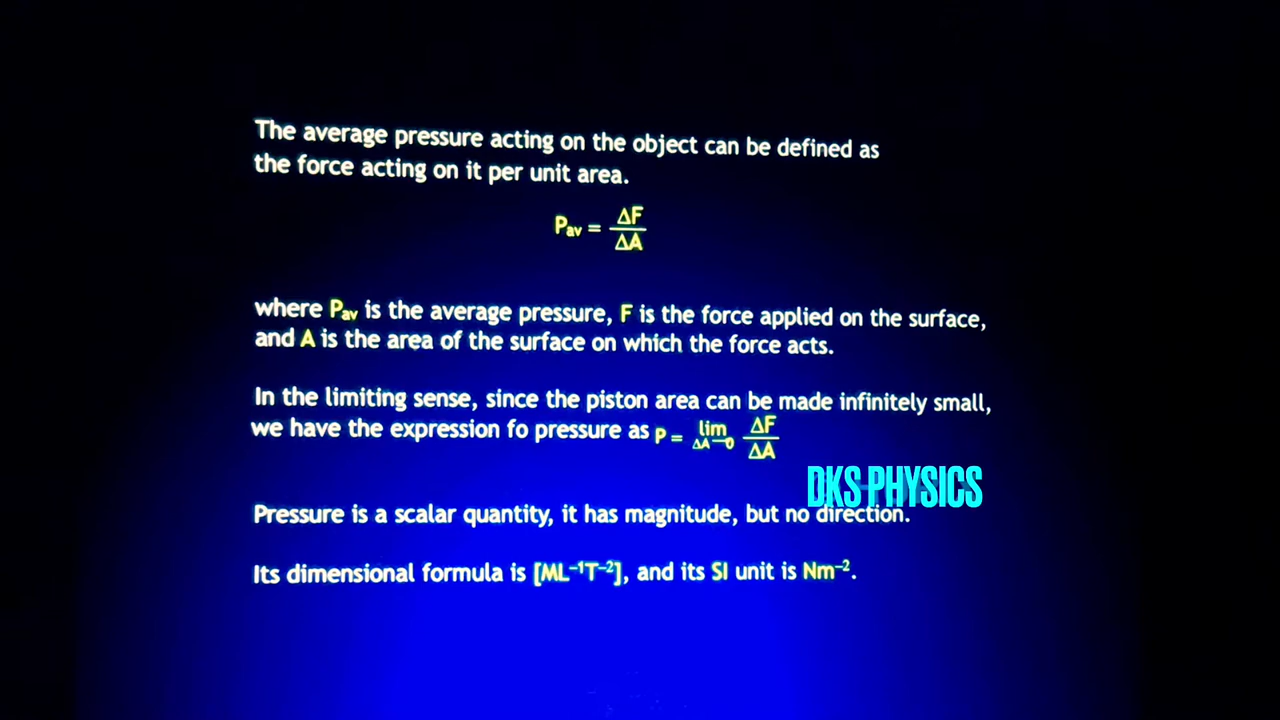 The average pressure acting on the object can be defined as
the force acting on it per unit area.
Pav = ΔF/ΔA
where Pav is the average pressure, F is the force applied on the surface,
and A is the area of the surface on which the force acts.
In the limiting sense, since the piston area can be made infinitely small,
we have the expression fo pressure as P = lim ΔA→0 ΔF/ΔA
DKS PHYSICS
Pressure is a scalar quantity, it has magnitude, but no direction.
Its dimensional formula is [ML⁻¹T⁻²], and its SI unit is Nm⁻².